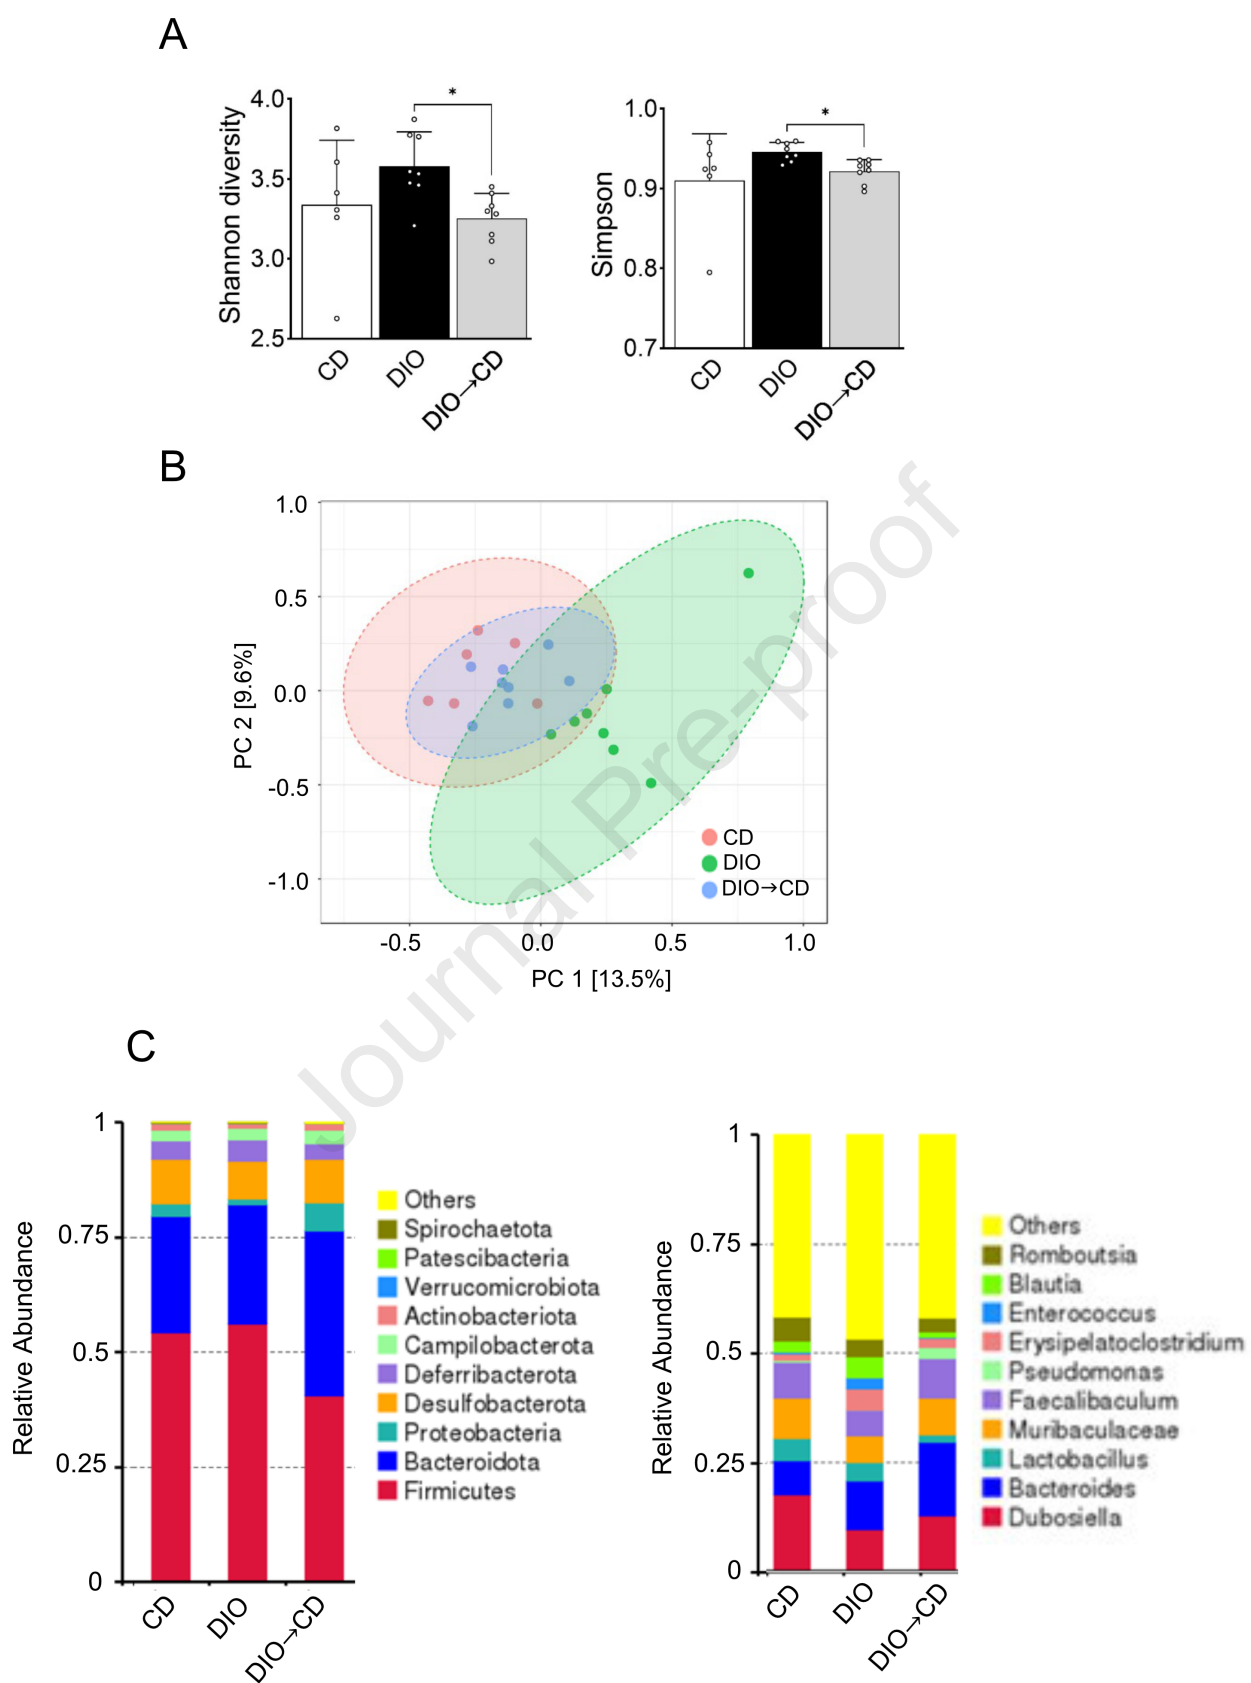 A
Shannon diversity
4.0
3.5
3.0
2.5
*
CD
DIO
DIO→CD
Simpson
1.0
0.9
0.8
0.7
*
CD
DIO
DIO→CD
B
PC 2 [9.6%]
1.0
0.5
0.0
-0.5
-1.0
CD
DIO
DIO→CD
-0.5
0.0
0.5
1.0
PC 1 [13.5%]
Journal Pre-proof
C
Relative Abundance
1
0.75
0.5
0.25
0
CD
DIO
DIO→CD
Others
Spirochaetota
Patescibacteria
Verrucomicrobiota
Actinobacteriota
Campilobacterota
Deferribacterota
Desulfobacterota
Proteobacteria
Bacteroidota
Firmicutes
Relative Abundance
1
0.75
0.5
0.25
0
CD
DIO
DIO→CD
Others
Romboutsia
Blautia
Enterococcus
Erysipelatoclostridium
Pseudomonas
Faecalibaculum
Muribaculaceae
Lactobacillus
Bacteroides
Dubosiella